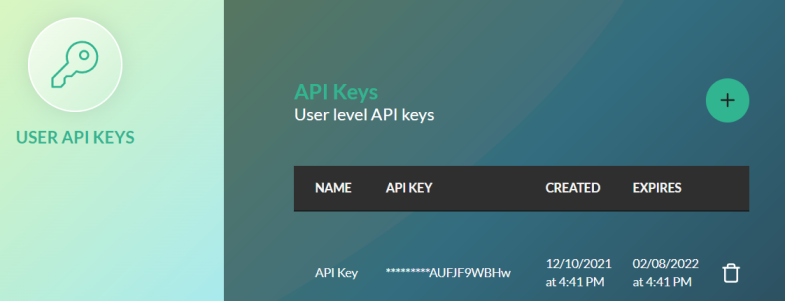 USER API KEYS
API Keys
User level API keys
NAME API KEY CREATED EXPIRES
API Key *********AUFJF9WBHw 12/10/2021 at 4:41 PM 02/08/2022 at 4:41 PM